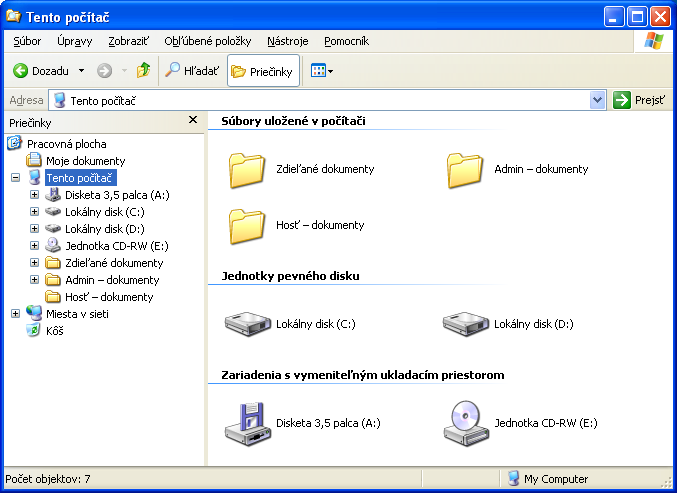 Tento počítač
Súbor Úpravy Zobraziť Obľúbené položky Nástroje Pomocník
Dozadu Hľadať Priečinky
Adresa Tento počítač Prejsť
Priečinky
Pracovná plocha
Moje dokumenty
Tento počítač
Disketa 3,5 palca (A:)
Lokálny disk (C:)
Lokálny disk (D:)
Jednotka CD-RW (E:)
Zdieľané dokumenty
Admin – dokumenty
Hosť – dokumenty
Miesta v sieti
Kôš
Súbory uložené v počítači
Zdieľané dokumenty Admin – dokumenty
Hosť – dokumenty
Jednotky pevného disku
Lokálny disk (C:) Lokálny disk (D:)
Zariadenia s vymeniteľným ukladacím priestorom
Disketa 3,5 palca (A:) Jednotka CD-RW (E:)
Počet objektov: 7 My Computer